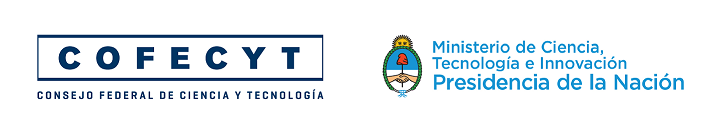 COFECYT
CONSEJO FEDERAL DE CIENCIA Y TECNOLOGÍA
Ministerio de Ciencia,
Tecnología e Innovación
Presidencia de la Nación